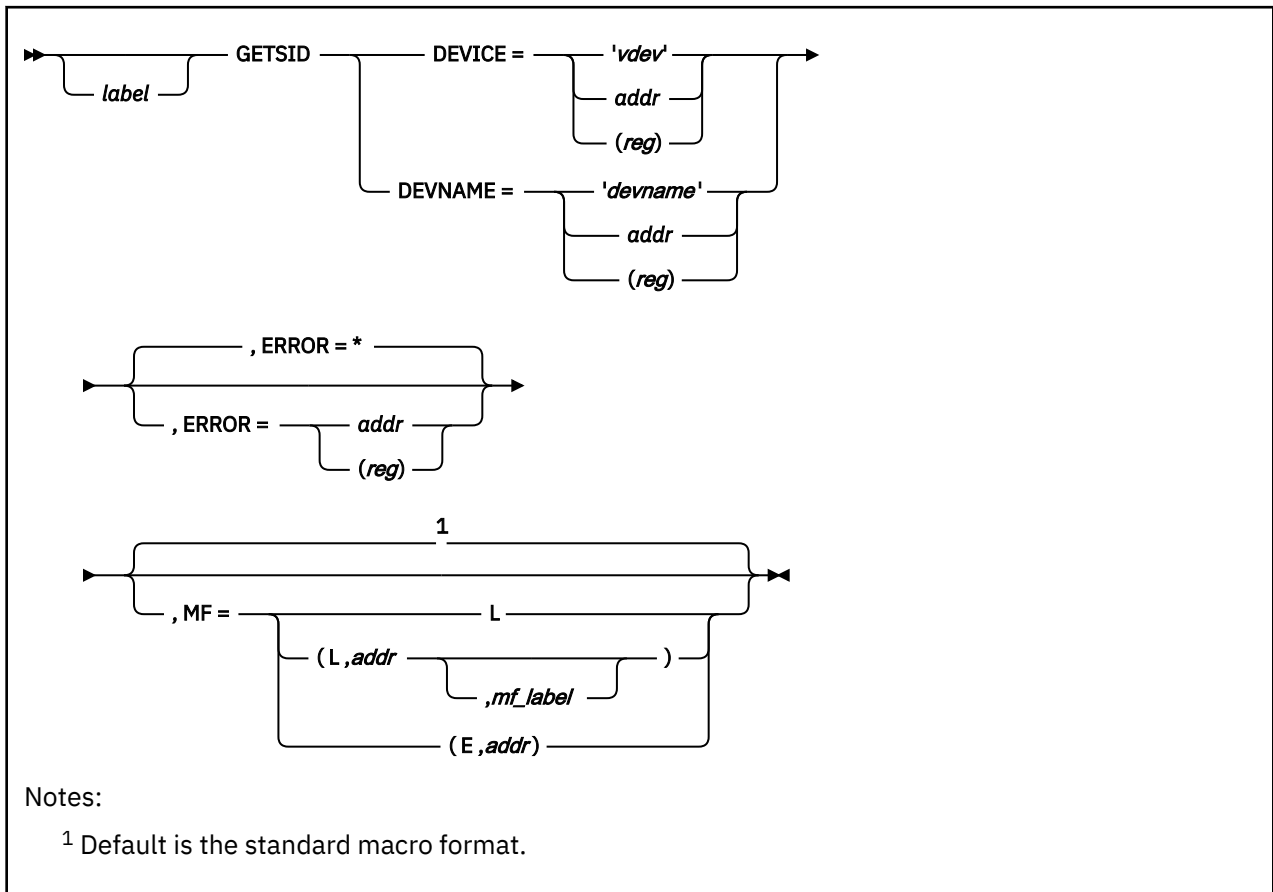 GETSID DEVICE = 'vdev'
label addr
(reg)
DEVNAME = 'devname'
addr
(reg)
, ERROR = *
, ERROR = addr
(reg)
1
, MF = L
( L ,addr )
,mf_label
( E ,addr )
Notes:
1 Default is the standard macro format.